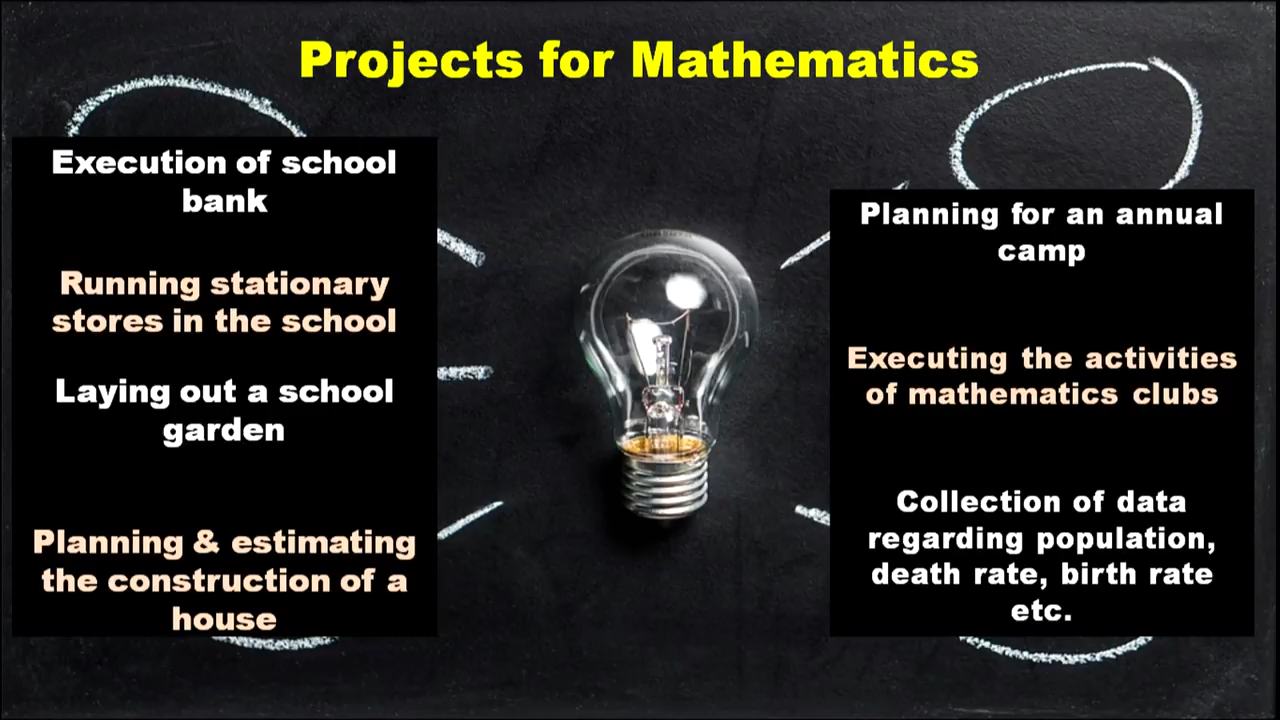 Projects for Mathematics
Execution of school
bank
Running stationary
stores in the school
Laying out a school
garden
Planning & estimating
the construction of a
house
Planning for an annual
camp
Executing the activities
of mathematics clubs
Collection of data
regarding population,
death rate, birth rate
etc.